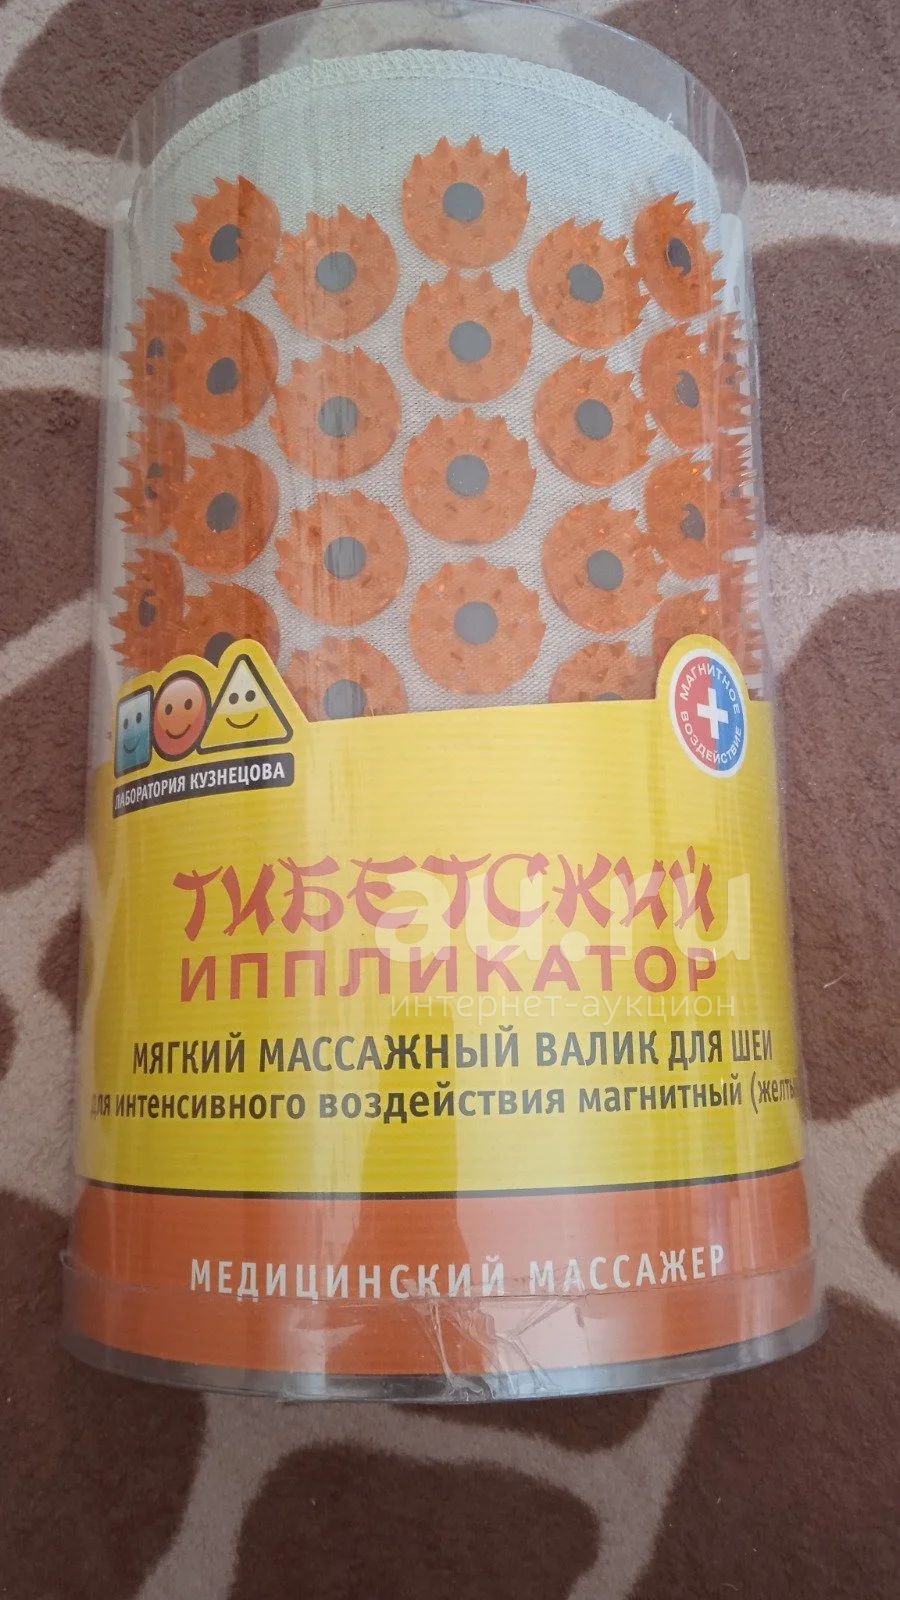 МАГНИТНОЕ
ВОЗДЕЙСТВИЕ
ЛАБОРАТОРИЯ КУЗНЕЦОВА
ТИБЕТСКИЙ
ИППЛИКАТОР
au.ru
интернет-аукцион
МЯГКИЙ МАССАЖНЫЙ ВАЛИК ДЛЯ ШЕИ
для интенсивного воздействия магнитный (желты
МЕДИЦИНСКИЙ МАССАЖЕР